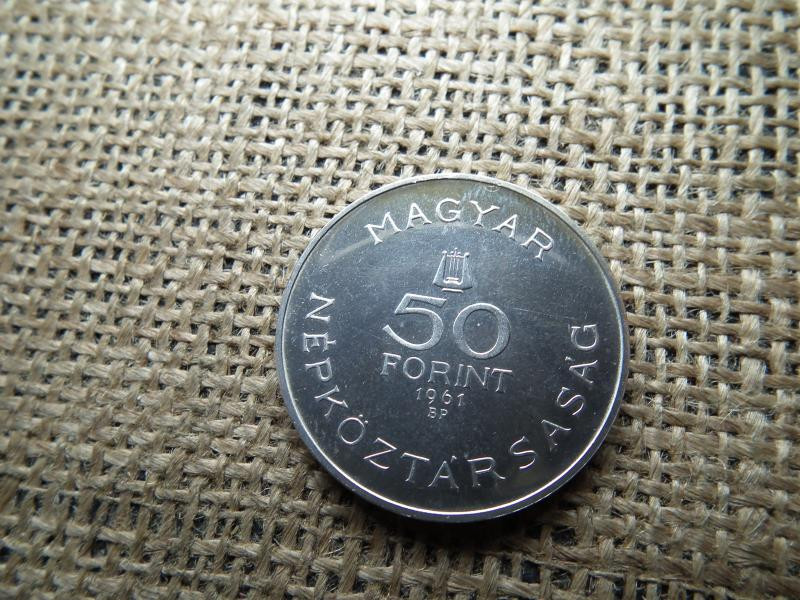 MAGYAR
50
FORINT
1961
BP
NÉPKÖZTÁRSASÁG